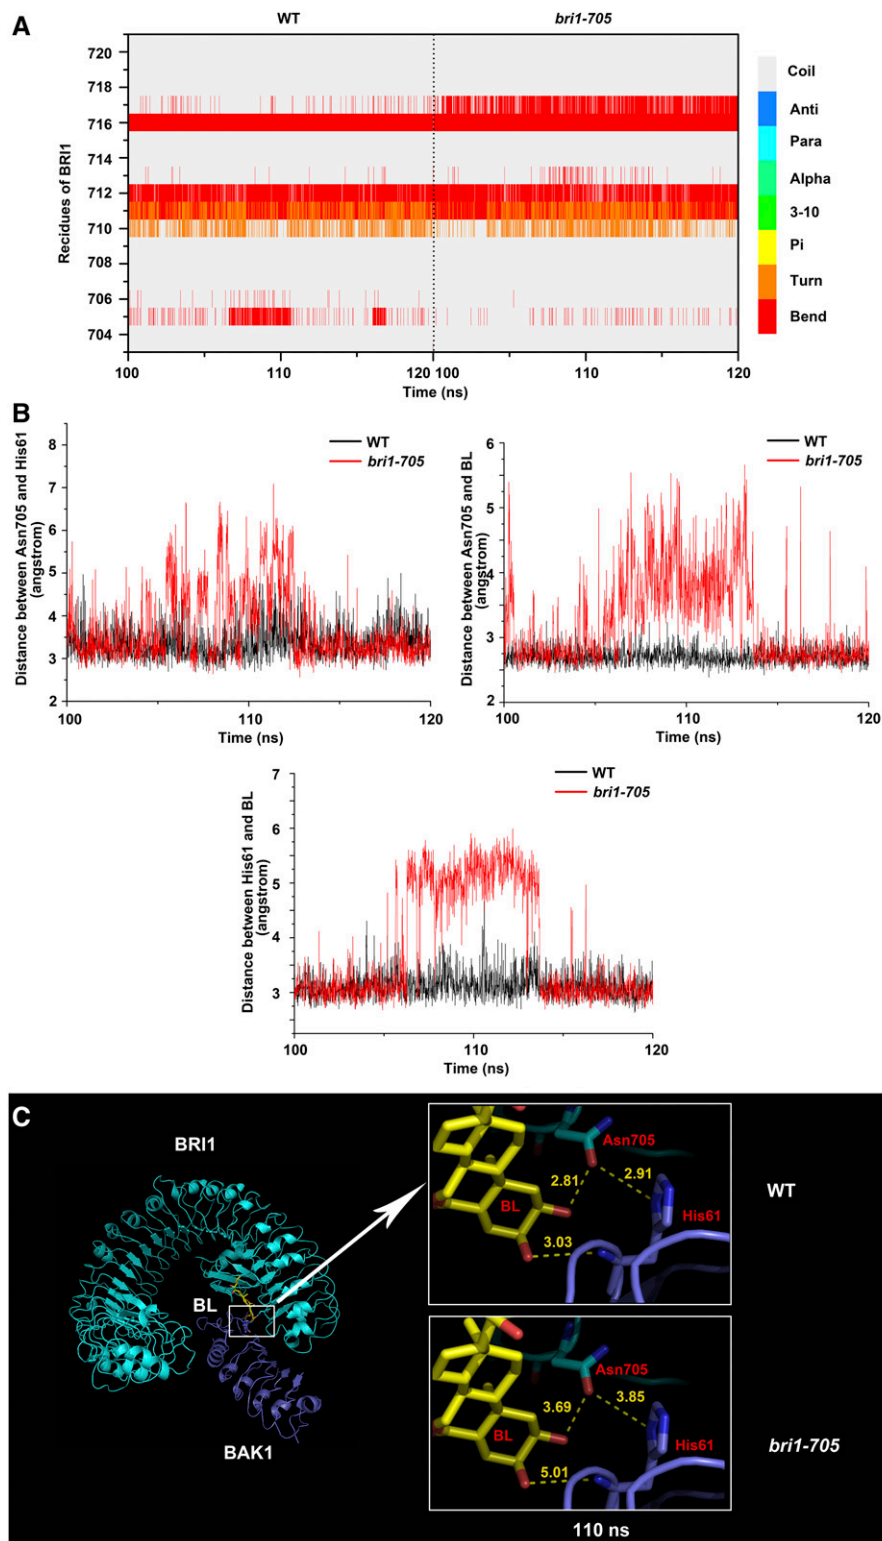 A
WT
bri1-705
Recidues of BRI1
720
718
716
714
712
710
708
706
704
100
110
120
100
110
120
Time (ns)
Coil
Anti
Para
Alpha
3-10
Pi
Turn
Bend
B
Distance between Asn705 and His61
(angstrom)
8
7
6
5
4
3
2
WT
bri1-705
100
110
120
Time (ns)
Distance between Asn705 and BL
(angstrom)
6
5
4
3
2
WT
bri1-705
100
110
120
Time (ns)
Distance between His61 and BL
(angstrom)
7
6
5
4
3
WT
bri1-705
100
110
120
Time (ns)
C
BRI1
BL
BAK1
Asn705
2.81
2.91
BL
His61
3.03
WT
Asn705
3.69
3.85
BL
His61
5.01
bri1-705
110 ns